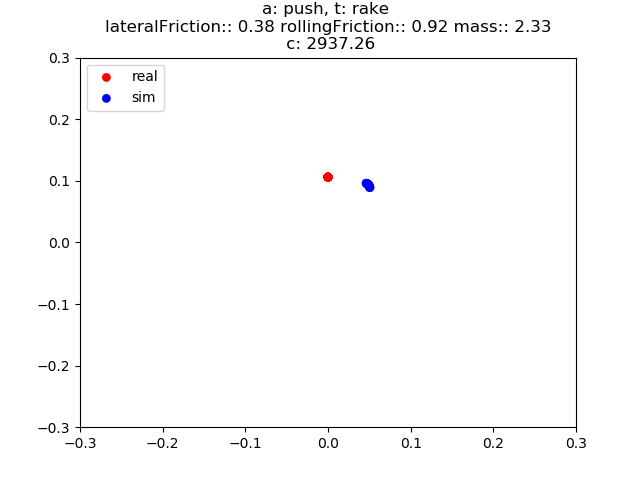 a: push, t: rake
lateralFriction:: 0.38 rollingFriction:: 0.92 mass:: 2.33
c: 2937.26
real
sim
0.3
0.2
0.1
0.0
−0.1
−0.2
−0.3
−0.3
−0.2
−0.1
0.0
0.1
0.2
0.3